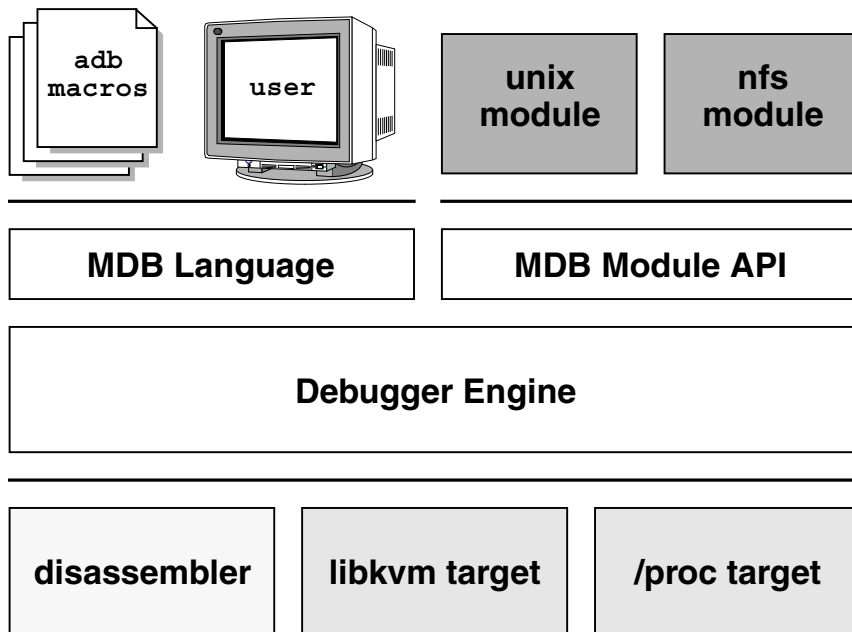 adb
macros
user
unix
module
nfs
module
MDB Language
MDB Module API
Debugger Engine
disassembler
libkvm target
/proc target